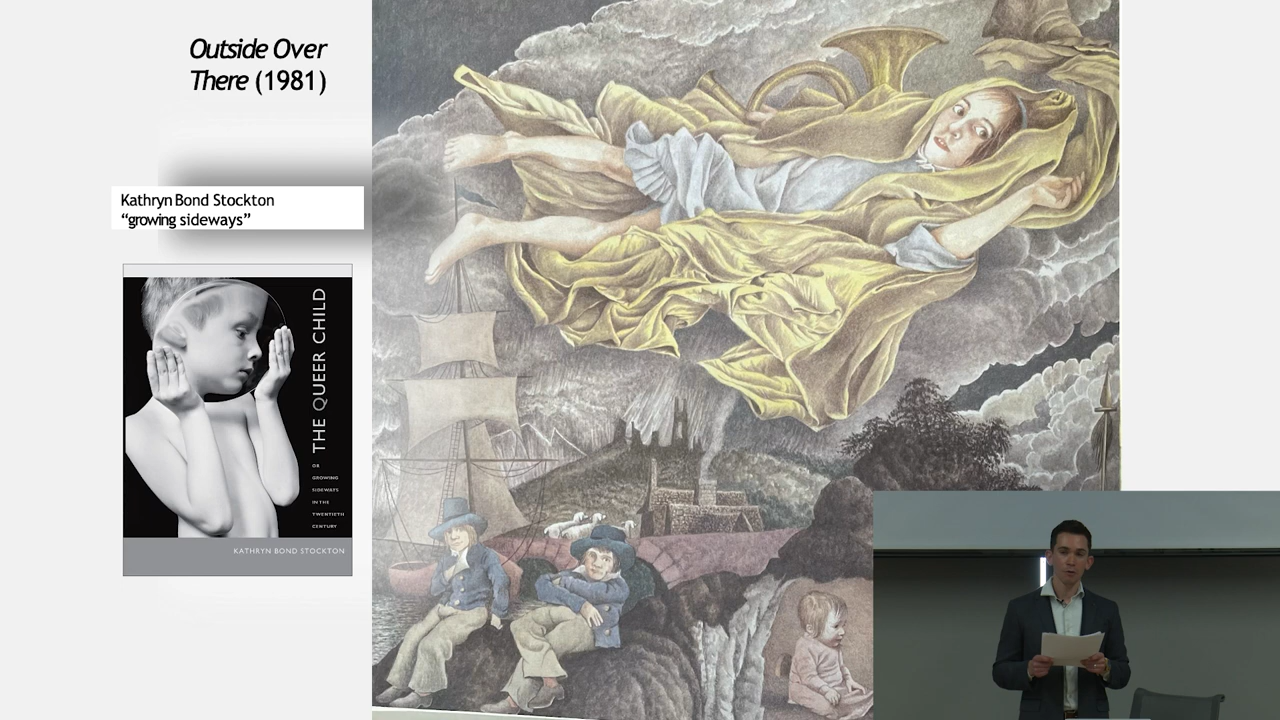 Outside Over
There (1981)
Kathryn Bond Stockton
“growing sideways”
THE QUEER CHILD
OR
GROWING
SIDEWAYS
IN THE
TWENTIETH
CENTURY
KATHRYN BOND STOCKTON